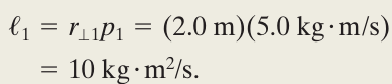 ℓ₁ = r⊥₁p₁ = (2.0 m)(5.0 kg·m/s)
= 10 kg·m²/s.